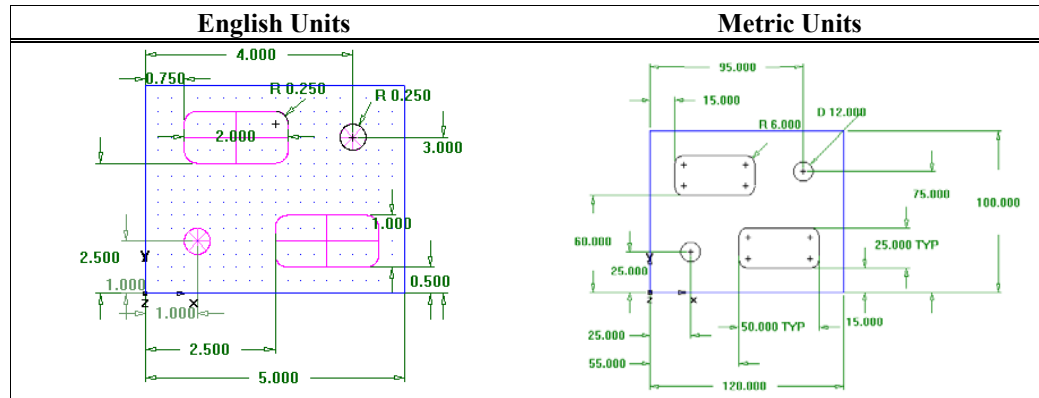 English Units
Metric Units
4.000
0.750
R 0.250
R 0.250
2.000
3.000
1.000
2.500
Y
0.500
1.000
Z
X
1.000
2.500
5.000
95.000
15.000
D 12.000
R 6.000
75.000
100.000
60.000
25.000 TYP
Y
25.000
Z
X
25.000
50.000 TYP
15.000
55.000
120.000